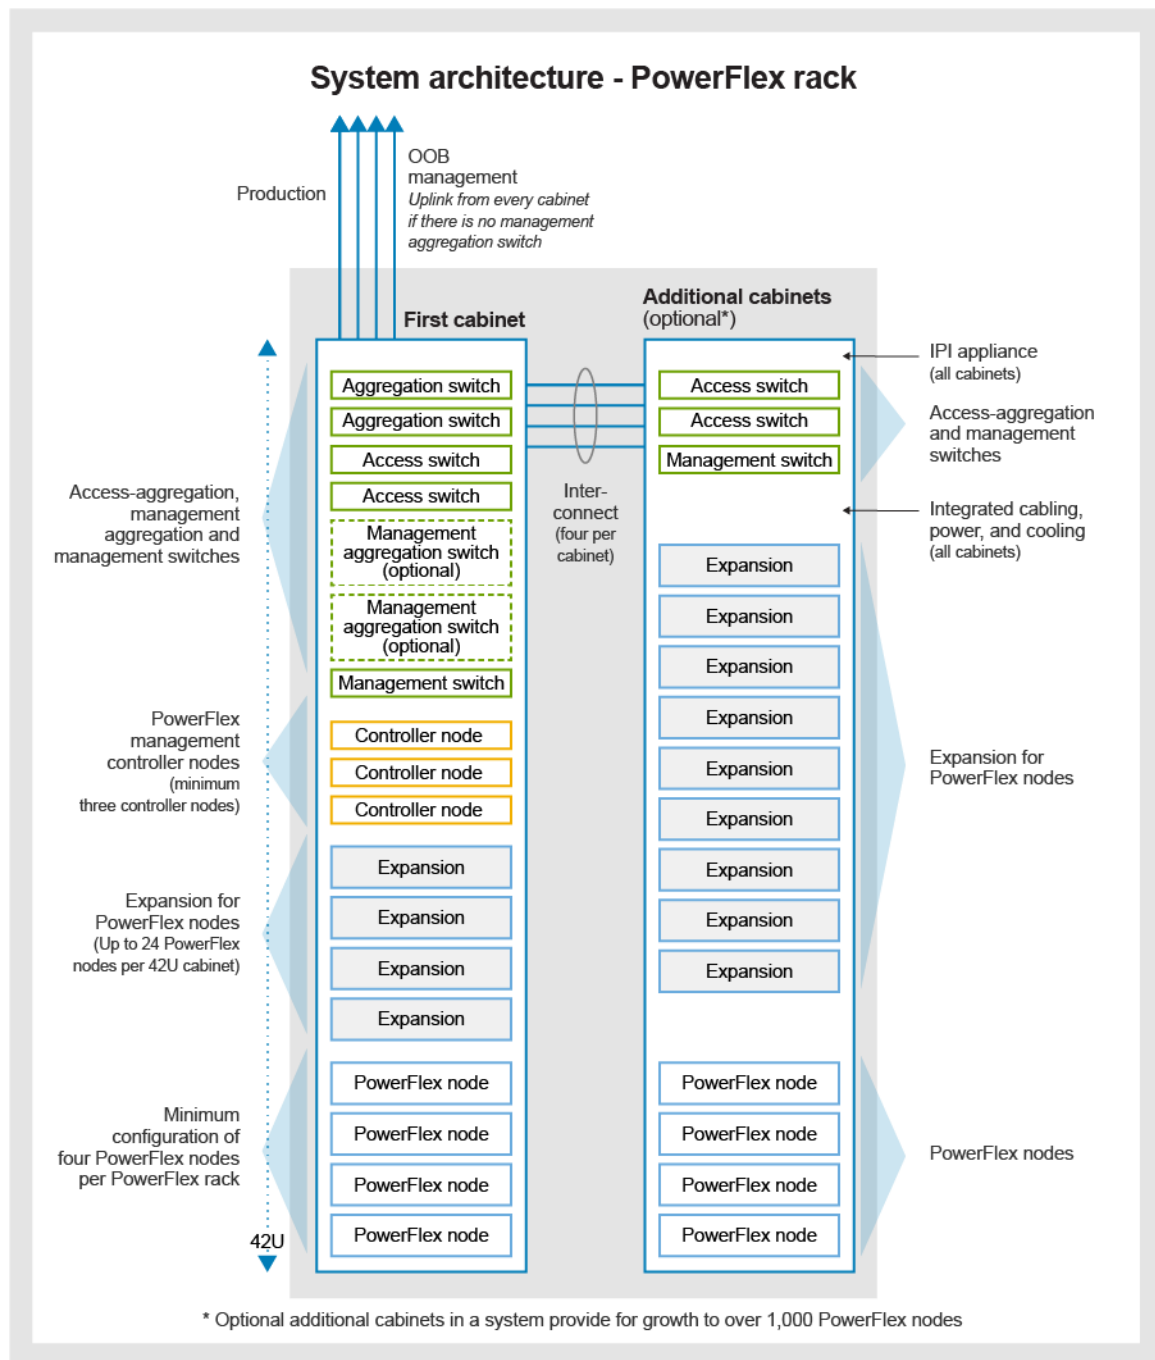 System architecture - PowerFlex rack
Production
OOB
management
Uplink from every cabinet
if there is no management
aggregation switch
First cabinet
Additional cabinets
(optional*)
Aggregation switch
Aggregation switch
Access switch
Access switch
Management
aggregation switch
(optional)
Management
aggregation switch
(optional)
Management switch
Controller node
Controller node
Controller node
Expansion
Expansion
Expansion
Expansion
PowerFlex node
PowerFlex node
PowerFlex node
PowerFlex node
Access-aggregation,
management
aggregation and
management switches
PowerFlex
management
controller nodes
(minimum
three controller nodes)
Expansion for
PowerFlex nodes
(Up to 24 PowerFlex
nodes per 42U cabinet)
Minimum
configuration of
four PowerFlex nodes
per PowerFlex rack
42U
Inter-
connect
(four per
cabinet)
Access switch
Access switch
Management switch
Expansion
Expansion
Expansion
Expansion
Expansion
Expansion
Expansion
Expansion
Expansion
PowerFlex node
PowerFlex node
PowerFlex node
PowerFlex node
IPI appliance
(all cabinets)
Access-aggregation
and management
switches
Integrated cabling,
power, and cooling
(all cabinets)
Expansion for
PowerFlex nodes
PowerFlex nodes
* Optional additional cabinets in a system provide for growth to over 1,000 PowerFlex nodes